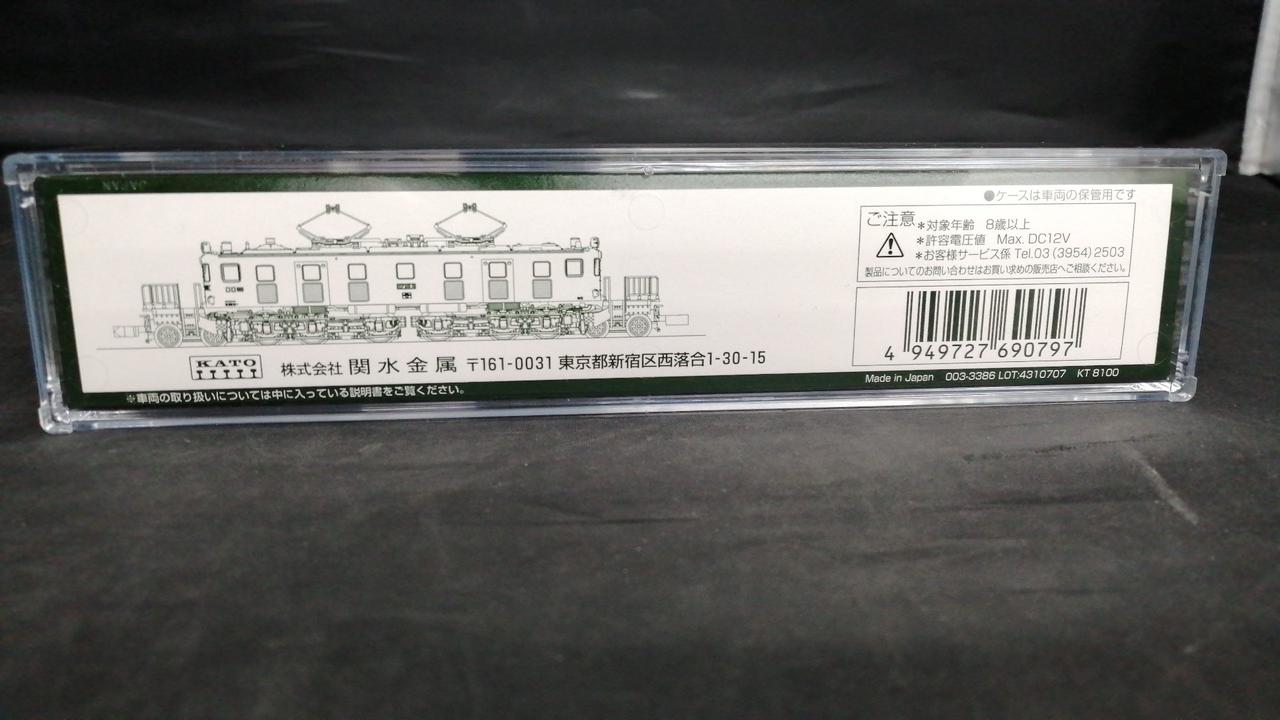 ●ケースは車両の保管用です
ご注意
*対象年齢 8歳以上
*許容電圧値 Max. DC12V
*お客様サービス係 Tel.03(3954)2503
製品についてのお問い合わせはお買い求めの販売店へご相談ください。
4 949727 690797
KATO
株式会社 関水金属 〒161-0031 東京都新宿区西落合1-30-15
※車両の取り扱いについては中に入っている説明書をご覧ください。
Made in Japan 003-3386 LOT:4310707 KT 8100